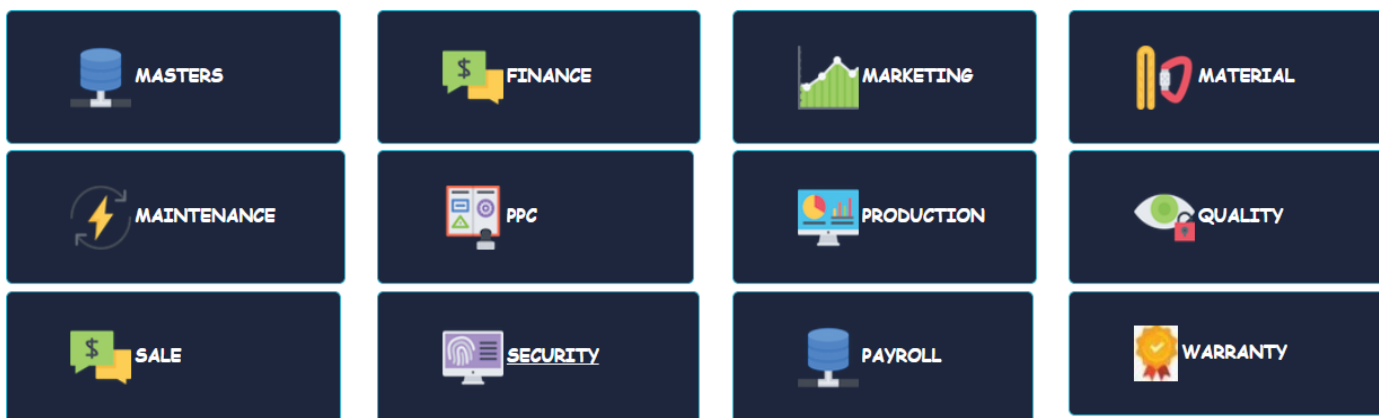 MASTERS
FINANCE
MARKETING
MATERIAL
MAINTENANCE
PPC
PRODUCTION
QUALITY
$ SALE
SECURITY
PAYROLL
WARRANTY